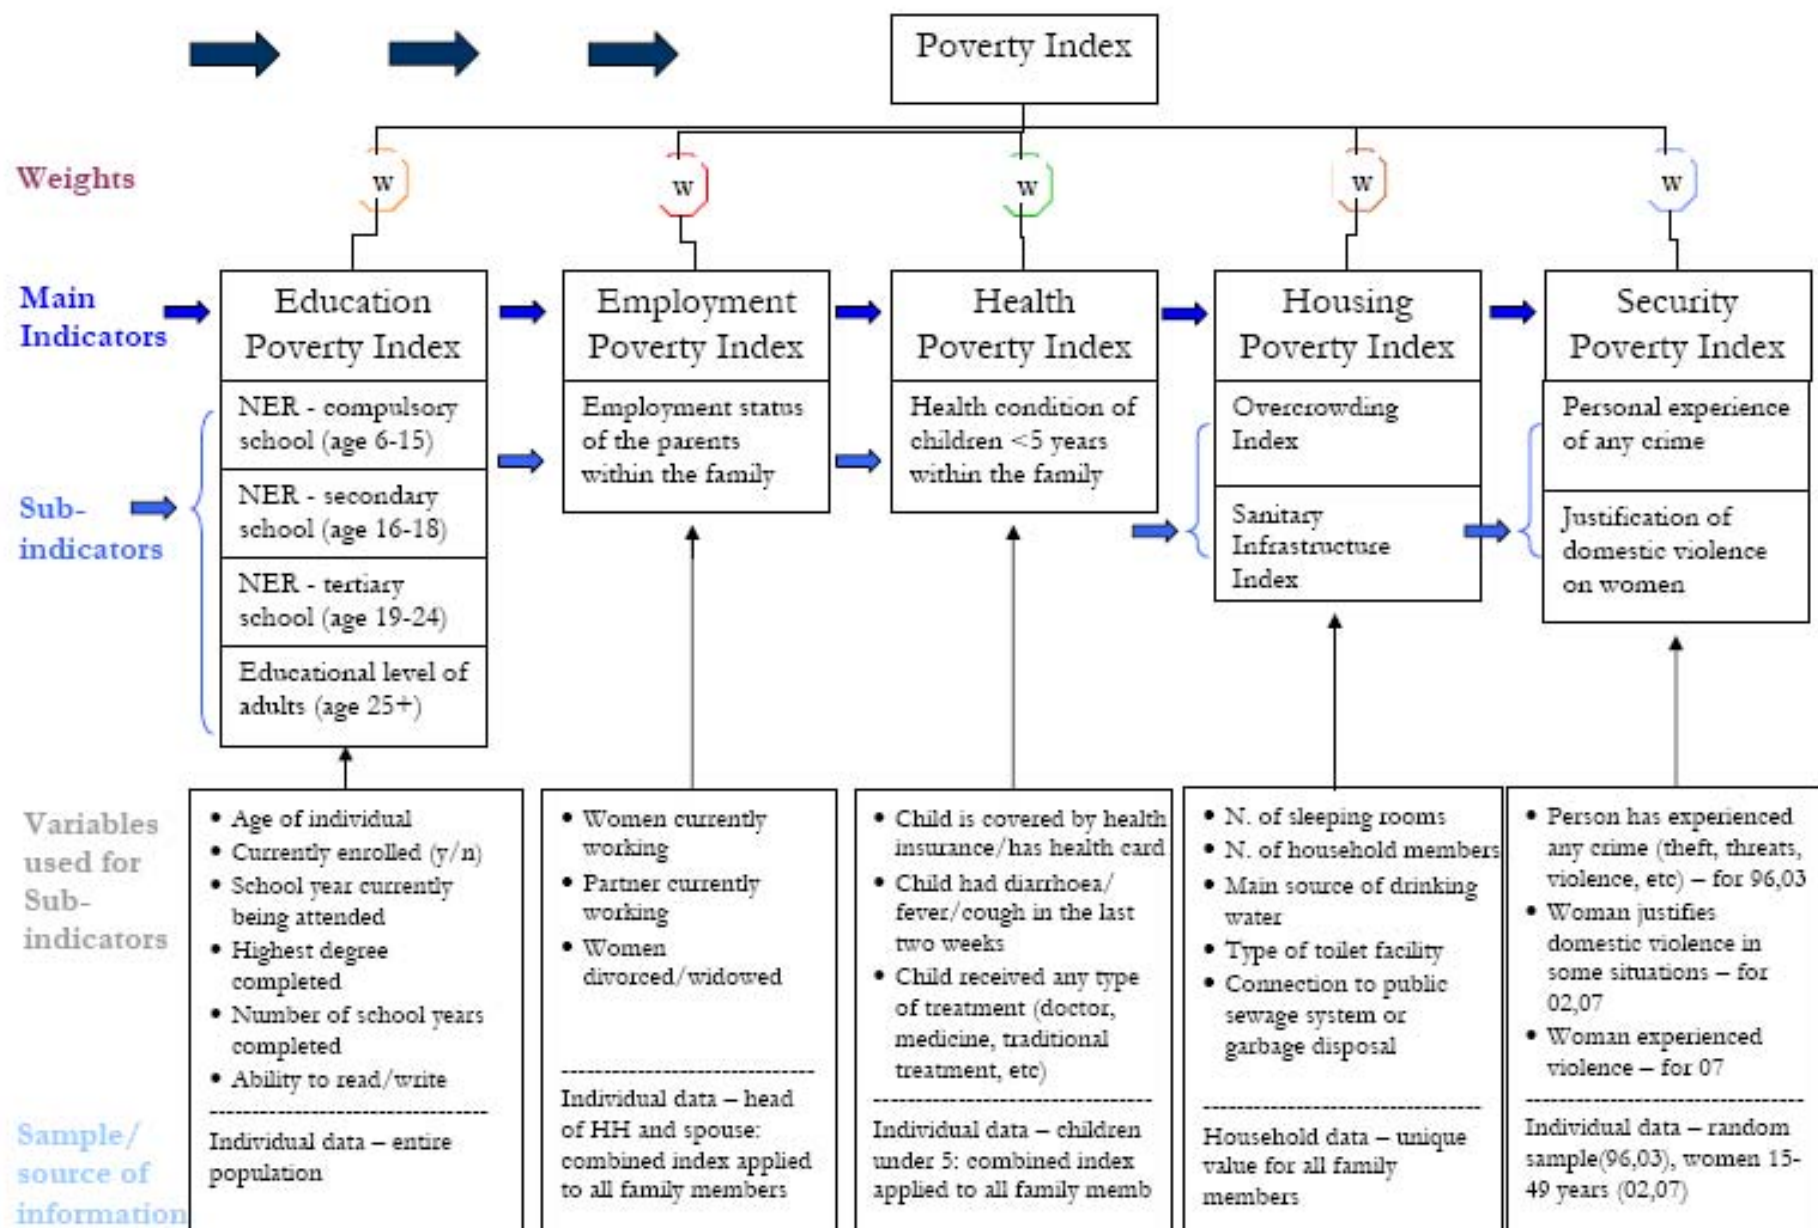 Poverty Index
Weights
w
w
w
w
w
Main
Indicators
Education
Poverty Index
Employment
Poverty Index
Health
Poverty Index
Housing
Poverty Index
Security
Poverty Index
Sub-
indicators
NER - compulsory
school (age 6-15)
NER - secondary
school (age 16-18)
NER - tertiary
school (age 19-24)
Educational level of
adults (age 25+)
Employment status
of the parents
within the family
Health condition of
children <5 years
within the family
Overcrowding
Index
Sanitary
Infrastructure
Index
Personal experience
of any crime
Justification of
domestic violence
on women
Variables
used for
Sub-
indicators
• Age of individual
• Currently enrolled (y/n)
• School year currently
being attended
• Highest degree
completed
• Number of school years
completed
• Ability to read/write
• Women currently
working
• Partner currently
working
• Women
divorced/widowed
• Child is covered by health
insurance/has health card
• Child had diarrhoea/
fever/cough in the last
two weeks
• Child received any type
of treatment (doctor,
medicine, traditional
treatment, etc)
• N. of sleeping rooms
• N. of household members
• Main source of drinking
water
• Type of toilet facility
• Connection to public
sewage system or
garbage disposal
• Person has experienced
any crime (theft, threats,
violence, etc) – for 96,03
• Woman justifies
domestic violence in
some situations – for
02,07
• Woman experienced
violence – for 07
Sample/
source of
information
Individual data – entire
population
Individual data – head
of HH and spouse:
combined index applied
to all family members
Individual data – children
under 5: combined index
applied to all family memb
Household data – unique
value for all family
members
Individual data – random
sample(96,03), women 15-
49 years (02,07)